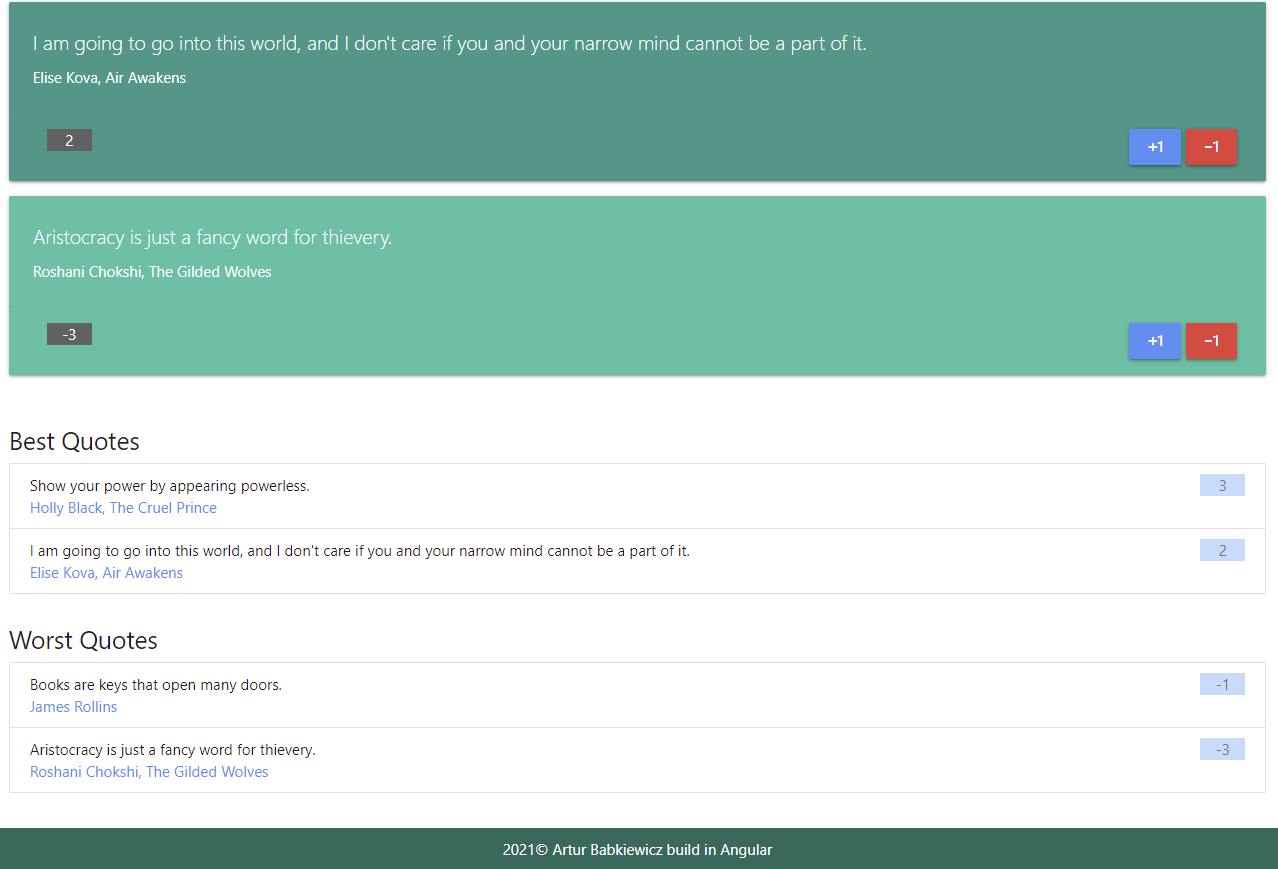 I am going to go into this world, and I don't care if you and your narrow mind cannot be a part of it.
Elise Kova, Air Awakens
2
+1 −1
Aristocracy is just a fancy word for thievery.
Roshani Chokshi, The Gilded Wolves
-3
+1 −1
Best Quotes
Show your power by appearing powerless.
3
Holly Black, The Cruel Prince
I am going to go into this world, and I don't care if you and your narrow mind cannot be a part of it.
2
Elise Kova, Air Awakens
Worst Quotes
Books are keys that open many doors.
-1
James Rollins
Aristocracy is just a fancy word for thievery.
-3
Roshani Chokshi, The Gilded Wolves
2021© Artur Babkiewicz build in Angular